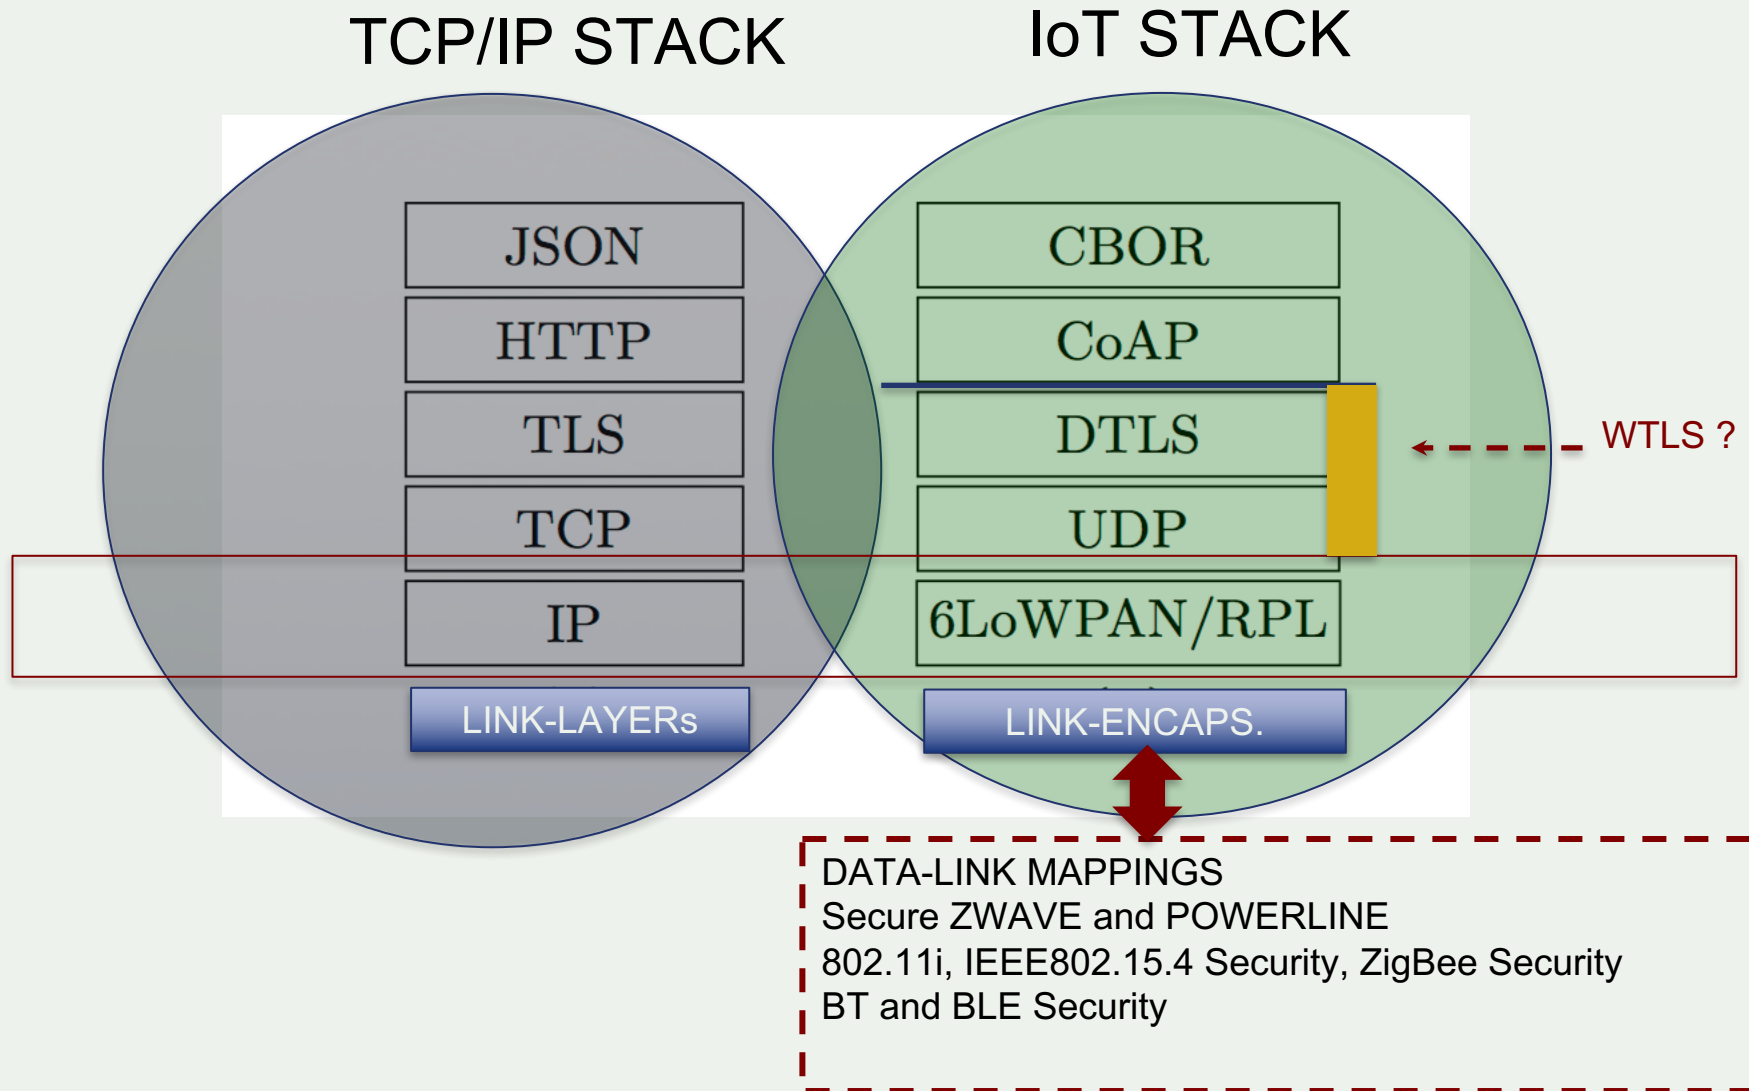 TCP/IP STACK
IoT STACK
JSON
CBOR
HTTP
CoAP
TLS
DTLS
WTLS ?
TCP
UDP
IP
6LoWPAN/RPL
LINK-LAYERs
LINK-ENCAPS.
DATA-LINK MAPPINGS
Secure ZWAVE and POWERLINE
802.11i, IEEE802.15.4 Security, ZigBee Security
BT and BLE Security